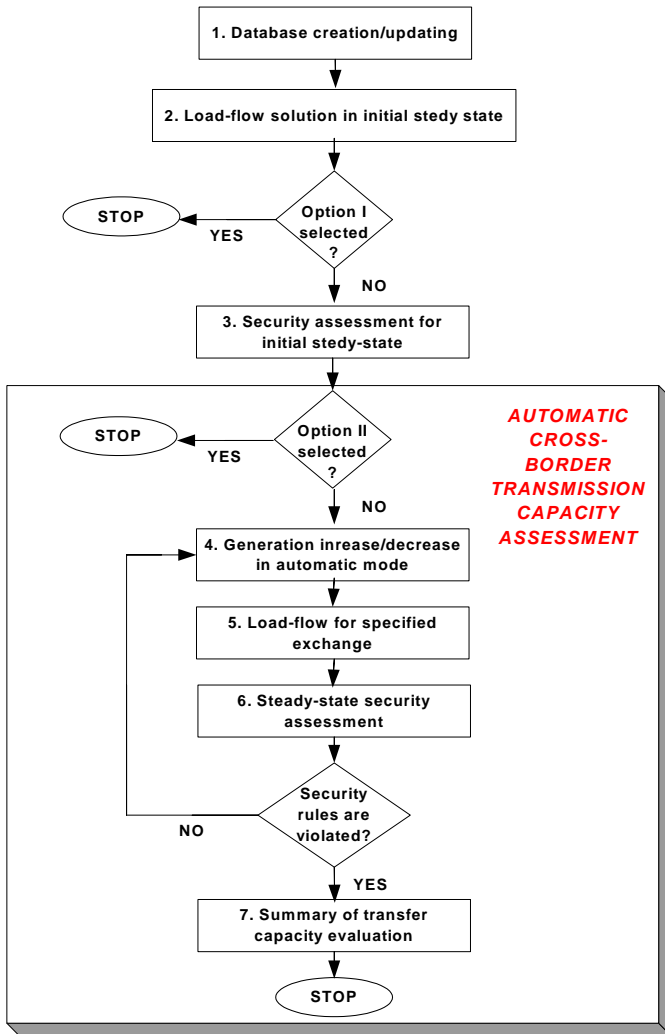 1. Database creation/updating
2. Load-flow solution in initial stedy state
Option I
selected
?
STOP
YES
NO
3. Security assessment for
initial stedy-state
Option II
selected
?
STOP
YES
NO
AUTOMATIC
CROSS-
BORDER
TRANSMISSION
CAPACITY
ASSESSMENT
4. Generation inrease/decrease
in automatic mode
5. Load-flow for specified
exchange
6. Steady-state security
assessment
Security
rules are
violated?
NO
YES
7. Summary of transfer
capacity evaluation
STOP